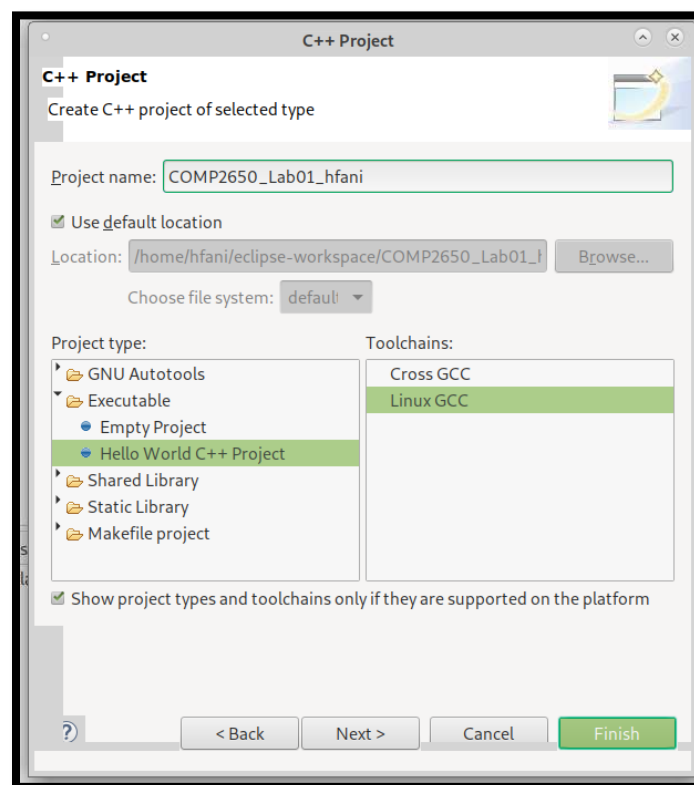 C++ Project
C++ Project
Create C++ project of selected type
Project name: COMP2650_Lab01_hfani
Use default location
Location: /home/hfani/eclipse-workspace/COMP2650_Lab01_h Browse...
Choose file system: default
Project type:
GNU Autotools
Executable
Empty Project
Hello World C++ Project
Shared Library
Static Library
Makefile project
Toolchains:
Cross GCC
Linux GCC
Show project types and toolchains only if they are supported on the platform
? < Back Next > Cancel Finish